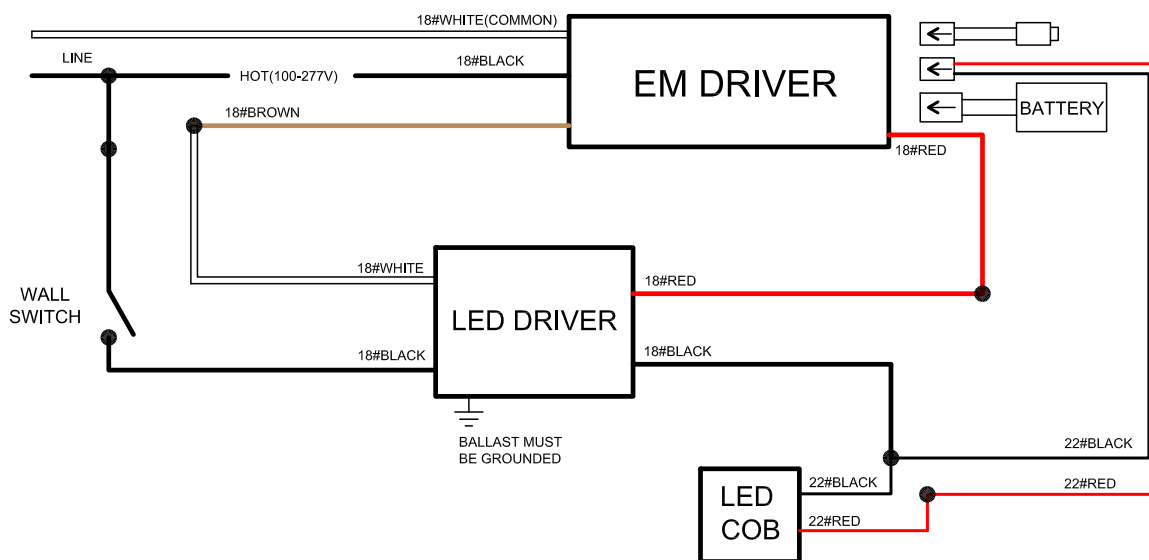 18#WHITE(COMMON)
LINE
HOT(100-277V)
18#BLACK
EM DRIVER
18#BROWN
BATTERY
18#RED
18#WHITE
18#RED
WALL
SWITCH
LED DRIVER
18#BLACK
18#BLACK
BALLAST MUST
BE GROUNDED
22#BLACK
LED
COB
22#BLACK
22#RED
22#RED